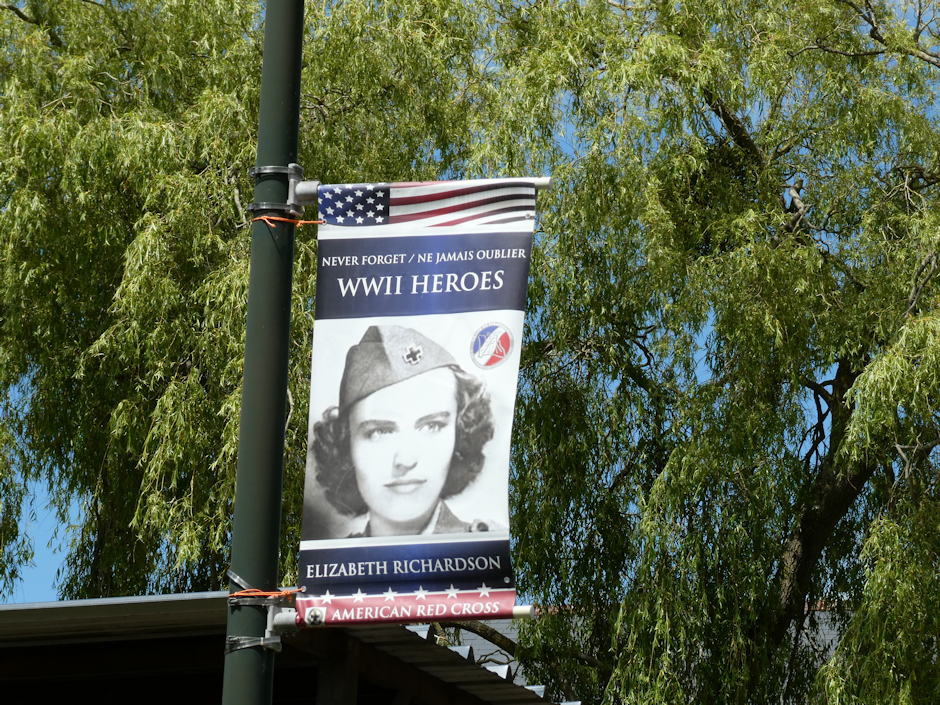 NEVER FORGET / NE JAMAIS OUBLIER
WWII HEROES
ELIZABETH RICHARDSON
AMERICAN RED CROSS